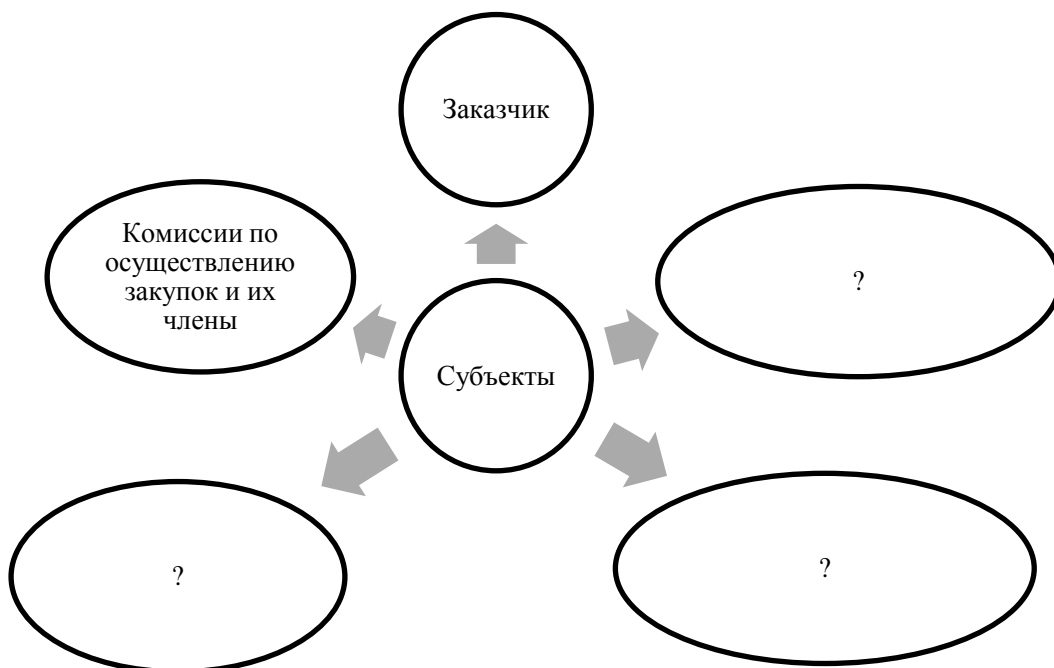 Заказчик
Комиссии по
осуществлению
закупок и их
члены
?
Субъекты
?
?